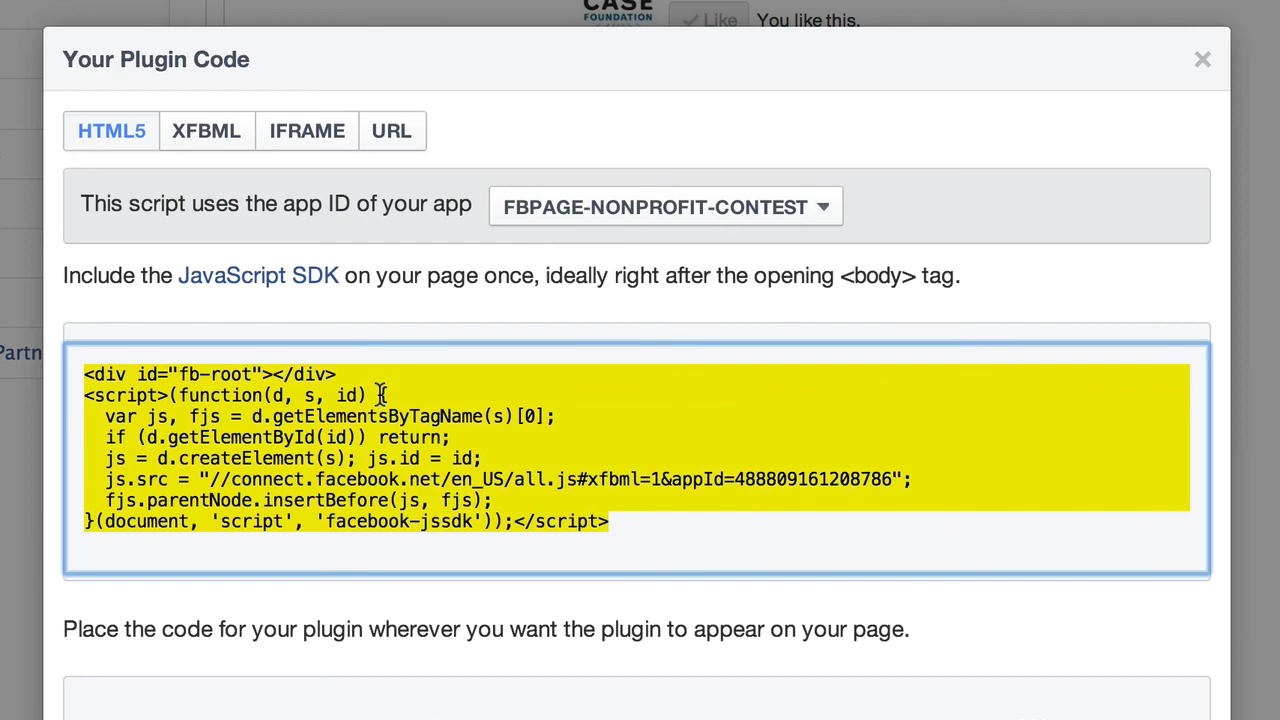 CASE
FOUNDATION
Like
You like this.
Your Plugin Code
×
HTML5
XFBML
IFRAME
URL
This script uses the app ID of your app
FBPAGE-NONPROFIT-CONTEST
Include the JavaScript SDK on your page once, ideally right after the opening <body> tag.
Partn
<div id="fb-root"></div>
<script>(function(d, s, id) {
  var js, fjs = d.getElementsByTagName(s)[0];
  if (d.getElementById(id)) return;
  js = d.createElement(s); js.id = id;
  js.src = "//connect.facebook.net/en_US/all.js#xfbml=1&appId=488809161208786";
  fjs.parentNode.insertBefore(js, fjs);
}(document, 'script', 'facebook-jssdk'));</script>
Place the code for your plugin wherever you want the plugin to appear on your page.